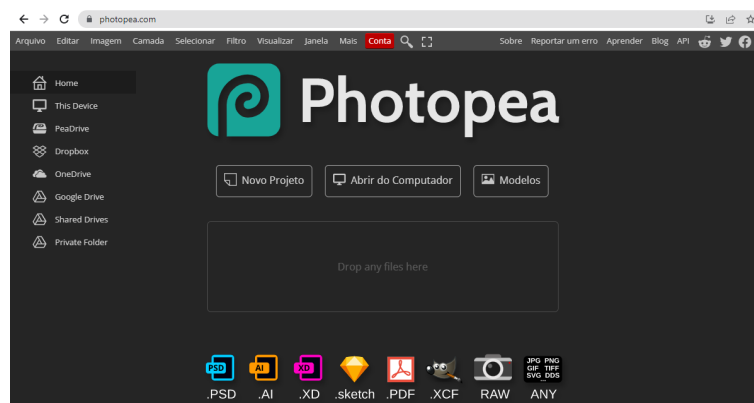 photopea.com
Arquivo Editar Imagem Camada Selecionar Filtro Visualizar Janela Mais Conta Sobre Reportar um erro Aprender Blog API
Home
This Device
PeaDrive
Dropbox
OneDrive
Google Drive
Shared Drives
Private Folder
Photopea
Novo Projeto Abrir do Computador Modelos
Drop any files here
PSD AI XD JPG PNG
GIF TIFF
SVG DDS
...
.PSD .AI .XD .sketch .PDF .XCF RAW ANY